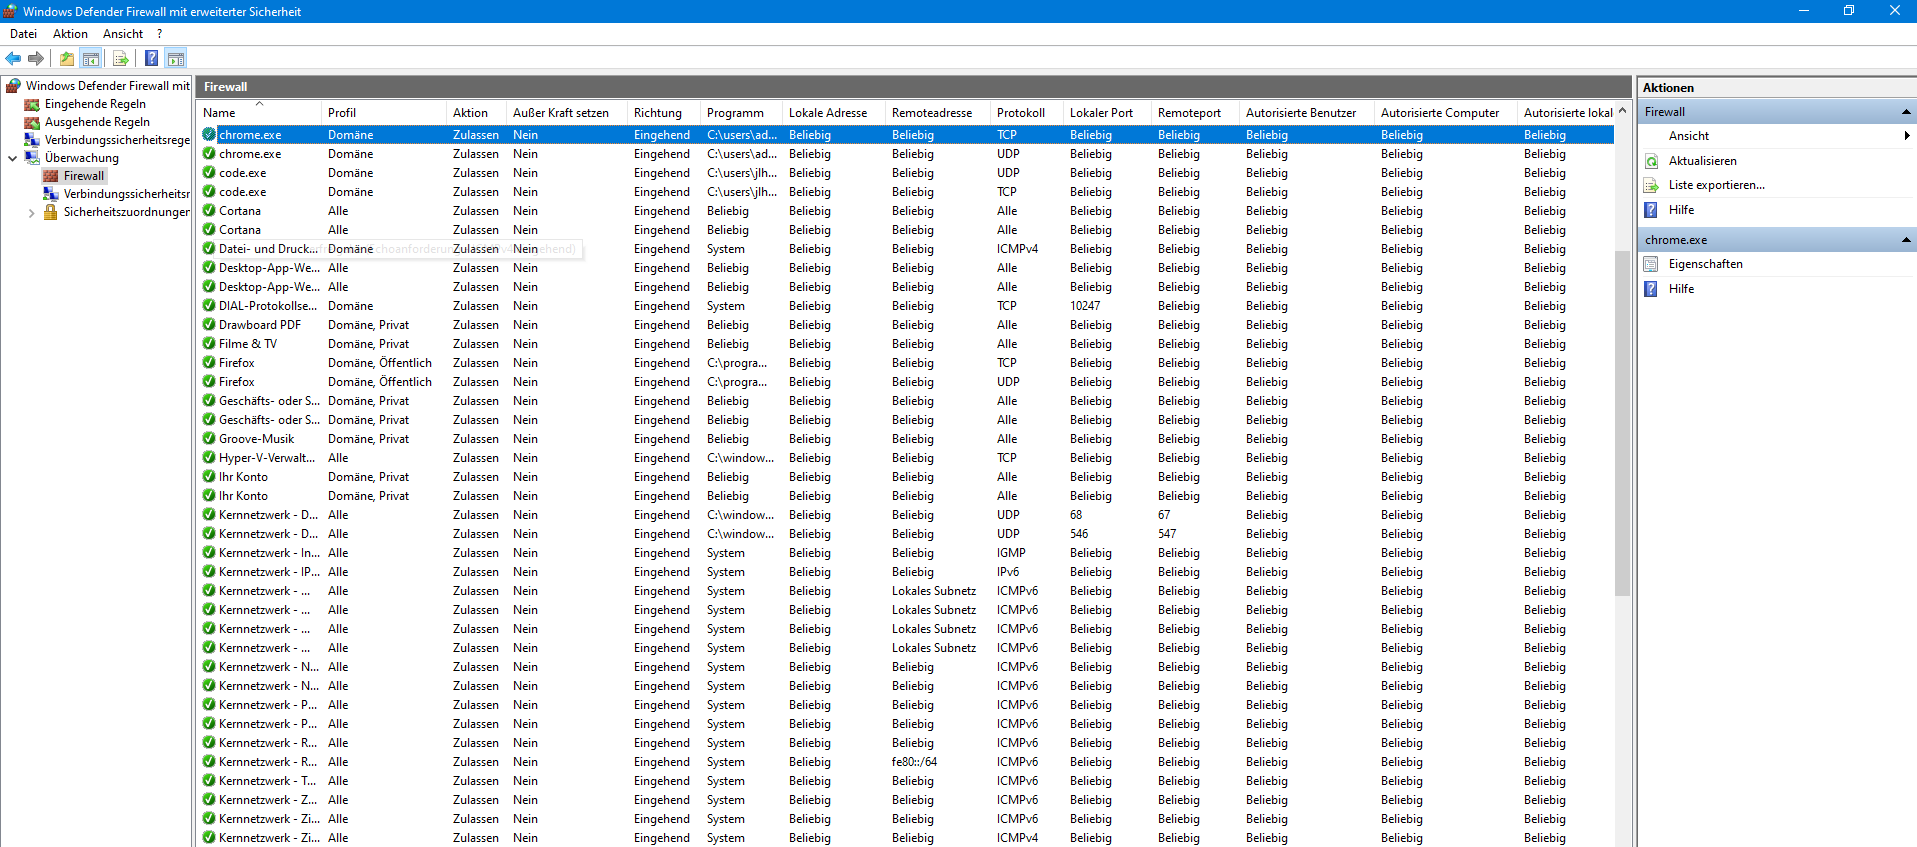 Windows Defender Firewall mit erweiterter Sicherheit
Datei Aktion Ansicht ?
Windows Defender Firewall mit
Eingehende Regeln
Ausgehende Regeln
Verbindungssicherheitsrege
Überwachung
Firewall
Verbindungssicherheitsr
Sicherheitszuordnunger
Firewall
Name Profil Aktion Außer Kraft setzen Richtung Programm Lokale Adresse Remoteadresse Protokoll Lokaler Port Remoteport Autorisierte Benutzer Autorisierte Computer Autorisierte lokal
chrome.exe Domäne Zulassen Nein Eingehend C:\users\ad... Beliebig Beliebig TCP Beliebig Beliebig Beliebig Beliebig Beliebig
chrome.exe Domäne Zulassen Nein Eingehend C:\users\ad... Beliebig Beliebig UDP Beliebig Beliebig Beliebig Beliebig Beliebig
code.exe Domäne Zulassen Nein Eingehend C:\users\jlh... Beliebig Beliebig UDP Beliebig Beliebig Beliebig Beliebig Beliebig
code.exe Domäne Zulassen Nein Eingehend C:\users\jlh... Beliebig Beliebig TCP Beliebig Beliebig Beliebig Beliebig Beliebig
Cortana Alle Zulassen Nein Eingehend Beliebig Beliebig Beliebig Alle Beliebig Beliebig Beliebig Beliebig Beliebig
Cortana Alle Zulassen Nein Eingehend Beliebig Beliebig Beliebig Alle Beliebig Beliebig Beliebig Beliebig Beliebig
Datei- und Druck... Domäne Zulassen Nein Eingehend System Beliebig Beliebig ICMPv4 Beliebig Beliebig Beliebig Beliebig Beliebig
Desktop-App-We... Alle Zulassen Nein Eingehend Beliebig Beliebig Beliebig Alle Beliebig Beliebig Beliebig Beliebig Beliebig
Desktop-App-We... Alle Zulassen Nein Eingehend Beliebig Beliebig Beliebig Alle Beliebig Beliebig Beliebig Beliebig Beliebig
DIAL-Protokollse... Domäne Zulassen Nein Eingehend System Beliebig Beliebig TCP 10247 Beliebig Beliebig Beliebig Beliebig
Drawboard PDF Domäne, Privat Zulassen Nein Eingehend Beliebig Beliebig Beliebig Alle Beliebig Beliebig Beliebig Beliebig Beliebig
Filme & TV Domäne, Privat Zulassen Nein Eingehend Beliebig Beliebig Beliebig Alle Beliebig Beliebig Beliebig Beliebig Beliebig
Firefox Domäne, Öffentlich Zulassen Nein Eingehend C:\progra... Beliebig Beliebig TCP Beliebig Beliebig Beliebig Beliebig Beliebig
Firefox Domäne, Öffentlich Zulassen Nein Eingehend C:\progra... Beliebig Beliebig UDP Beliebig Beliebig Beliebig Beliebig Beliebig
Geschäfts- oder S... Domäne, Privat Zulassen Nein Eingehend Beliebig Beliebig Beliebig Alle Beliebig Beliebig Beliebig Beliebig Beliebig
Geschäfts- oder S... Domäne, Privat Zulassen Nein Eingehend Beliebig Beliebig Beliebig Alle Beliebig Beliebig Beliebig Beliebig Beliebig
Groove-Musik Domäne, Privat Zulassen Nein Eingehend Beliebig Beliebig Beliebig Alle Beliebig Beliebig Beliebig Beliebig Beliebig
Hyper-V-Verwalt... Alle Zulassen Nein Eingehend C:\window... Beliebig Beliebig TCP Beliebig Beliebig Beliebig Beliebig Beliebig
Ihr Konto Domäne, Privat Zulassen Nein Eingehend Beliebig Beliebig Beliebig Alle Beliebig Beliebig Beliebig Beliebig Beliebig
Ihr Konto Domäne, Privat Zulassen Nein Eingehend Beliebig Beliebig Beliebig Alle Beliebig Beliebig Beliebig Beliebig Beliebig
Kernnetzwerk - D... Alle Zulassen Nein Eingehend C:\window... Beliebig Beliebig UDP 68 67 Beliebig Beliebig Beliebig
Kernnetzwerk - D... Alle Zulassen Nein Eingehend C:\window... Beliebig Beliebig UDP 546 547 Beliebig Beliebig Beliebig
Kernnetzwerk - In... Alle Zulassen Nein Eingehend System Beliebig Beliebig IGMP Beliebig Beliebig Beliebig Beliebig Beliebig
Kernnetzwerk - IP... Alle Zulassen Nein Eingehend System Beliebig Beliebig IPv6 Beliebig Beliebig Beliebig Beliebig Beliebig
Kernnetzwerk - ... Alle Zulassen Nein Eingehend System Beliebig Lokales Subnetz ICMPv6 Beliebig Beliebig Beliebig Beliebig Beliebig
Kernnetzwerk - ... Alle Zulassen Nein Eingehend System Beliebig Lokales Subnetz ICMPv6 Beliebig Beliebig Beliebig Beliebig Beliebig
Kernnetzwerk - ... Alle Zulassen Nein Eingehend System Beliebig Lokales Subnetz ICMPv6 Beliebig Beliebig Beliebig Beliebig Beliebig
Kernnetzwerk - ... Alle Zulassen Nein Eingehend System Beliebig Lokales Subnetz ICMPv6 Beliebig Beliebig Beliebig Beliebig Beliebig
Kernnetzwerk - N... Alle Zulassen Nein Eingehend System Beliebig Beliebig ICMPv6 Beliebig Beliebig Beliebig Beliebig Beliebig
Kernnetzwerk - N... Alle Zulassen Nein Eingehend System Beliebig Beliebig ICMPv6 Beliebig Beliebig Beliebig Beliebig Beliebig
Kernnetzwerk - P... Alle Zulassen Nein Eingehend System Beliebig Beliebig ICMPv6 Beliebig Beliebig Beliebig Beliebig Beliebig
Kernnetzwerk - P... Alle Zulassen Nein Eingehend System Beliebig Beliebig ICMPv6 Beliebig Beliebig Beliebig Beliebig Beliebig
Kernnetzwerk - R... Alle Zulassen Nein Eingehend System Beliebig Beliebig ICMPv6 Beliebig Beliebig Beliebig Beliebig Beliebig
Kernnetzwerk - R... Alle Zulassen Nein Eingehend System Beliebig fe80::/64 ICMPv6 Beliebig Beliebig Beliebig Beliebig Beliebig
Kernnetzwerk - T... Alle Zulassen Nein Eingehend System Beliebig Beliebig ICMPv6 Beliebig Beliebig Beliebig Beliebig Beliebig
Kernnetzwerk - Z... Alle Zulassen Nein Eingehend System Beliebig Beliebig ICMPv6 Beliebig Beliebig Beliebig Beliebig Beliebig
Kernnetzwerk - Zi... Alle Zulassen Nein Eingehend System Beliebig Beliebig ICMPv6 Beliebig Beliebig Beliebig Beliebig Beliebig
Kernnetzwerk - Zi... Alle Zulassen Nein Eingehend System Beliebig Beliebig ICMPv4 Beliebig Beliebig Beliebig Beliebig Beliebig
Aktionen
Firewall
Ansicht
Aktualisieren
Liste exportieren...
Hilfe
chrome.exe
Eigenschaften
Hilfe